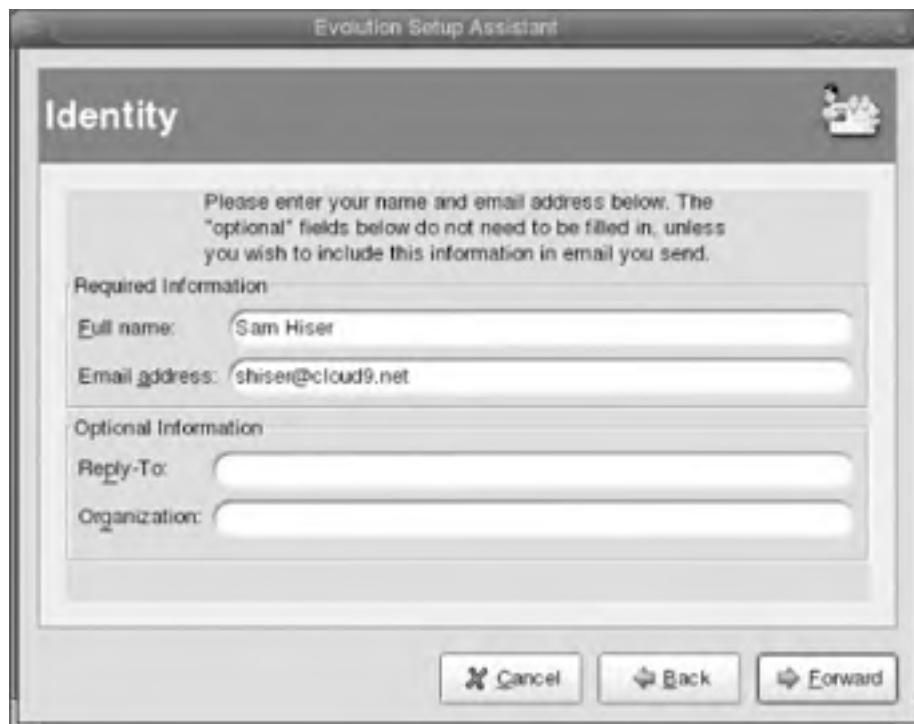 Evolution Setup Assistant
Identity
Please enter your name and email address below. The
"optional" fields below do not need to be filled in, unless
you wish to include this information in email you send.
Required Information
Full name: Sam Hiser
Email address: shiser@cloud9.net
Optional Information
Reply-To:
Organization:
Cancel Back Forward